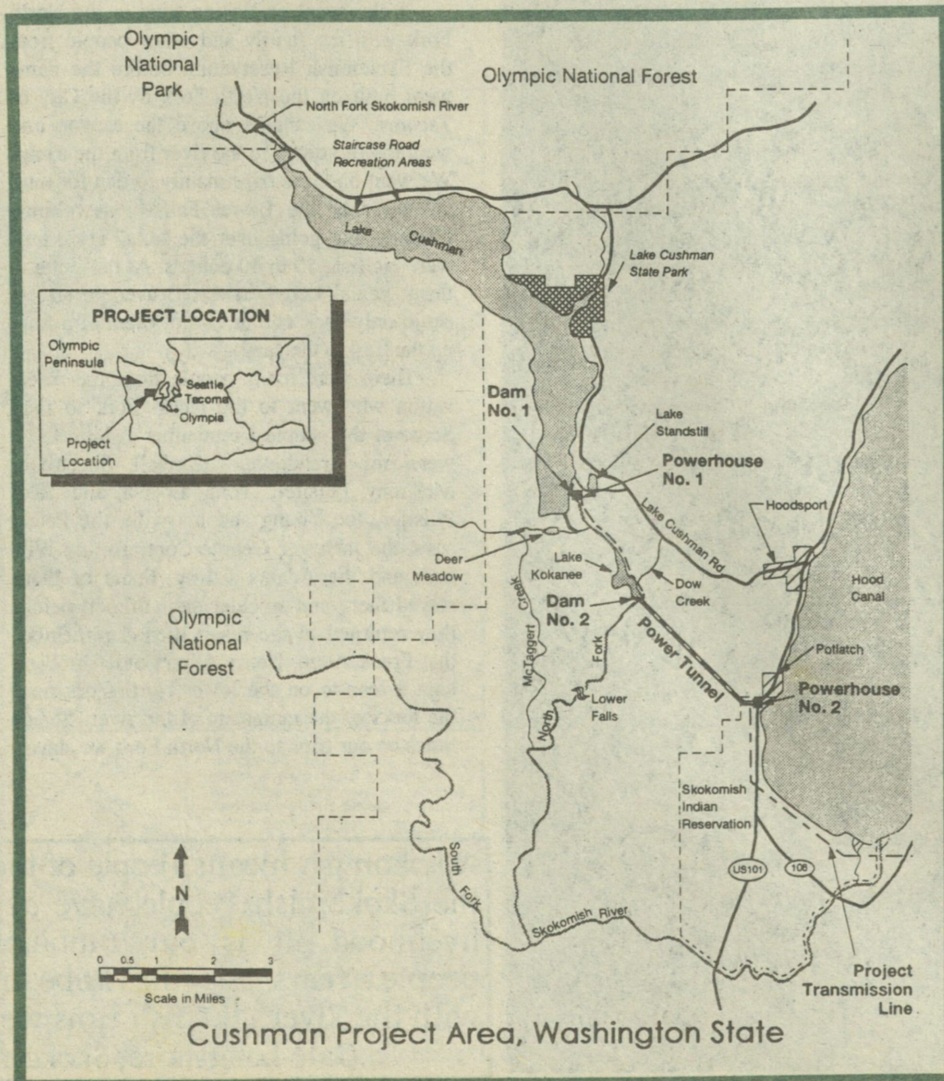 Olympic
National
Park
Olympic National Forest
North Fork Skokomish River
Staircase Road
Recreation Areas
Lake Cushman
Lake Cushman
State Park
PROJECT LOCATION
Olympic
Peninsula
Seattle
Tacoma
Olympia
Project
Location
Dam
No. 1
Lake
Standstill
Powerhouse
No. 1
Hoodsport
Lake Cushman Rd.
Deer
Meadow
Lake
Kokanee
Dow
Creek
Hood
Canal
Dam
No. 2
Olympic
National
Forest
McTaggert Creek
North Fork
Power Tunnel
Potlatch
Lower
Falls
Powerhouse
No. 2
Skokomish
Indian
Reservation
South Fork
US101
106
Skokomish River
N
0 0.5 1 2 3
Scale in Miles
Project
Transmission
Line
Cushman Project Area, Washington State